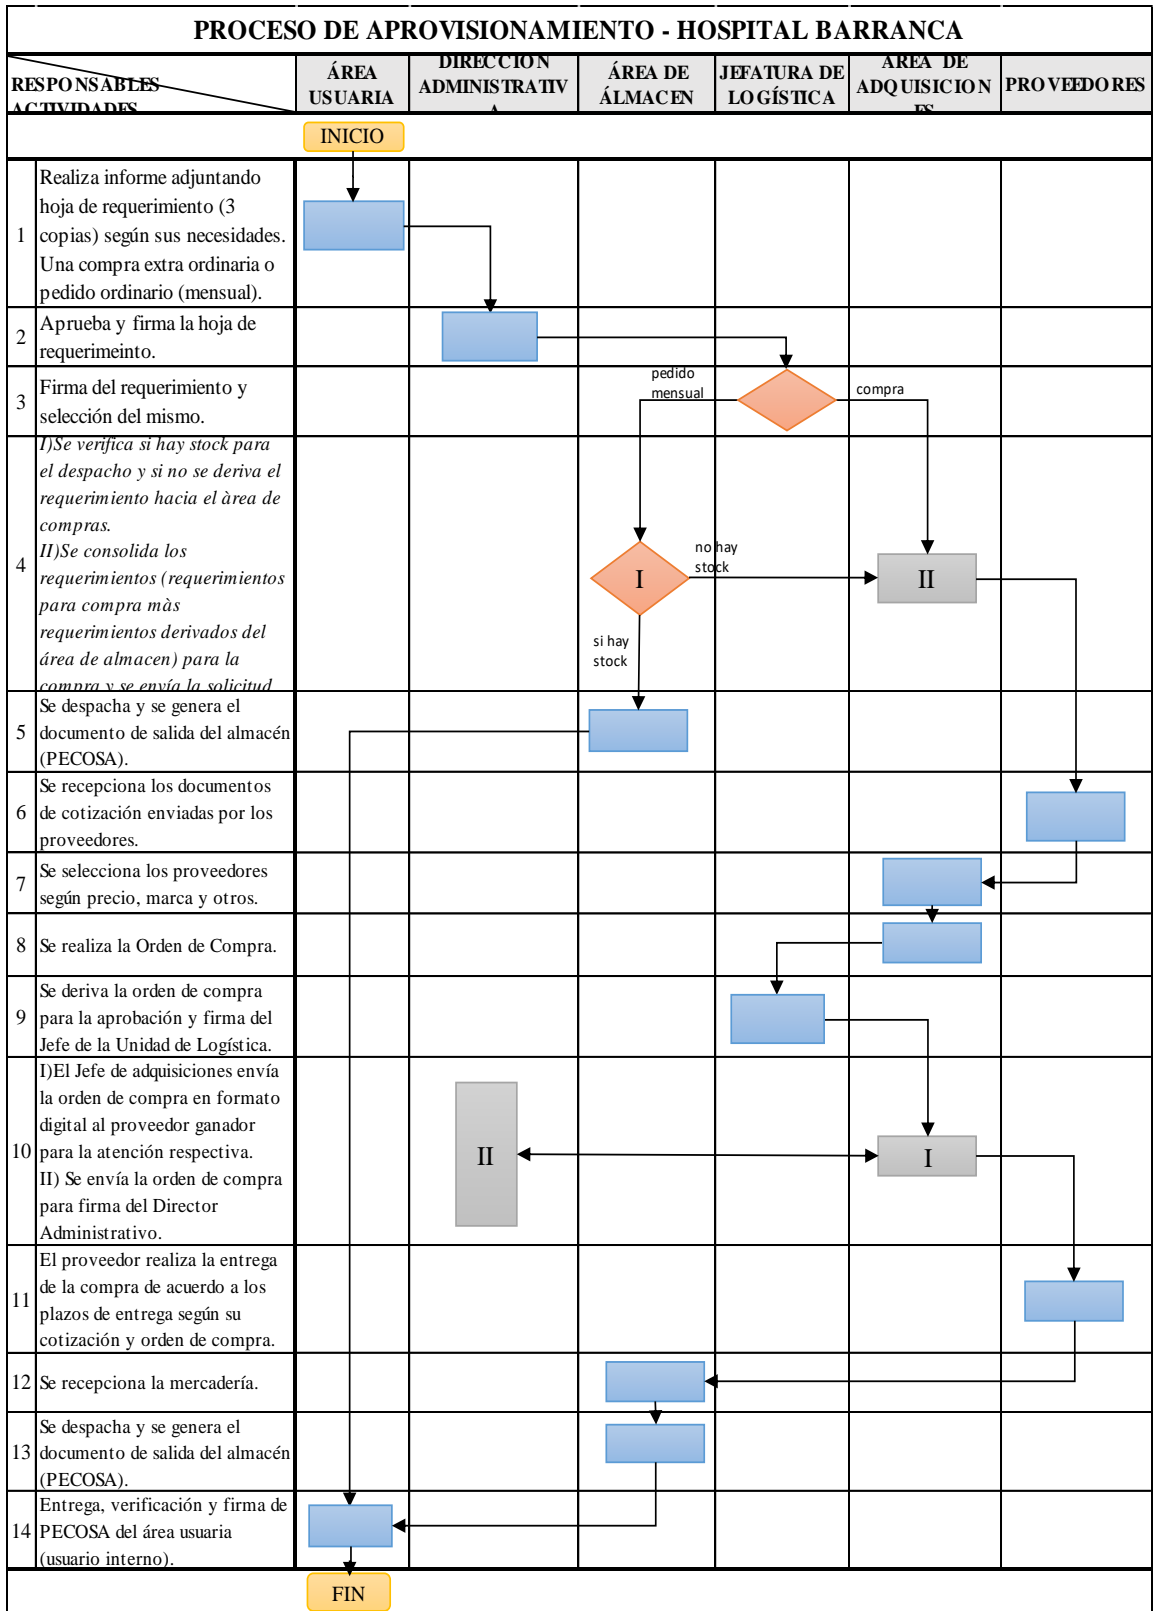 PROCESO DE APROVISIONAMIENTO - HOSPITAL BARRANCA
RESPONSABLES
ACTIVIDADES
ÁREA
USUARIA
DIRECCION
ADMINISTRATIV
A
ÁREA DE
ÁLMACEN
JEFATURA DE
LOGÍSTICA
AREA DE
ADQUISICION
ES
PROVEEDORES
INICIO
1
Realiza informe adjuntando
hoja de requerimiento (3
copias) según sus necesidades.
Una compra extra ordinaria o
pedido ordinario (mensual).
2
Aprueba y firma la hoja de
requerimeinto.
3
Firma del requerimiento y
selección del mismo.
pedido
mensual
compra
4
I)Se verifica si hay stock para
el despacho y si no se deriva el
requerimiento hacia el àrea de
compras.
II)Se consolida los
requerimientos (requerimientos
para compra màs
requerimientos derivados del
área de almacen) para la
compra y se envía la solicitud
I
no hay
stock
II
si hay
stock
5
Se despacha y se genera el
documento de salida del almacén
(PECOSA).
6
Se recepciona los documentos
de cotización enviadas por los
proveedores.
7
Se selecciona los proveedores
según precio, marca y otros.
8
Se realiza la Orden de Compra.
9
Se deriva la orden de compra
para la aprobación y firma del
Jefe de la Unidad de Logística.
10
I)El Jefe de adquisiciones envía
la orden de compra en formato
digital al proveedor ganador
para la atención respectiva.
II) Se envía la orden de compra
para firma del Director
Administrativo.
II
I
11
El proveedor realiza la entrega
de la compra de acuerdo a los
plazos de entrega según su
cotización y orden de compra.
12
Se recepciona la mercadería.
13
Se despacha y se genera el
documento de salida del almacén
(PECOSA).
14
Entrega, verificación y firma de
PECOSA del área usuaria
(usuario interno).
FIN